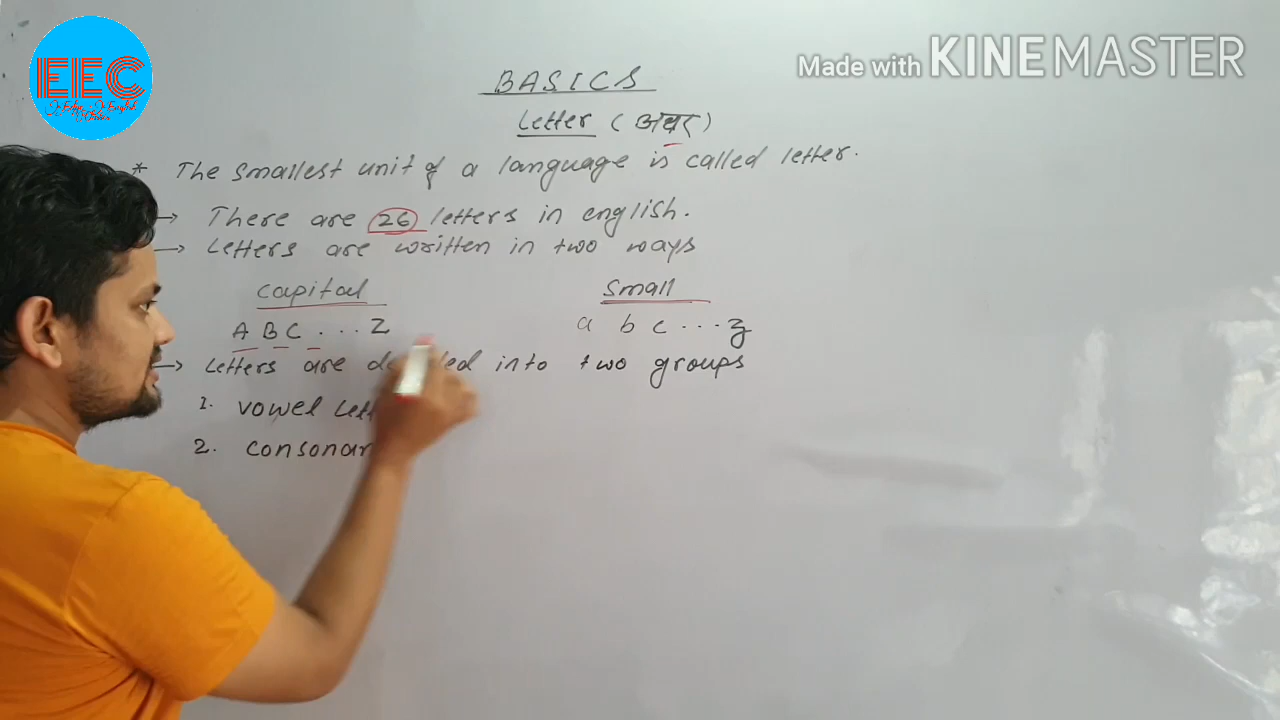 EEC
Made with KINEMASTER
BASICS
Letter (अक्षर)
* The smallest unit of a language is called letter.
→ There are 26 letters in english.
→ Letters are written in two ways
capital small
A B C ... Z a b c ... z
→ Letters are into two groups
1. vowel
2.